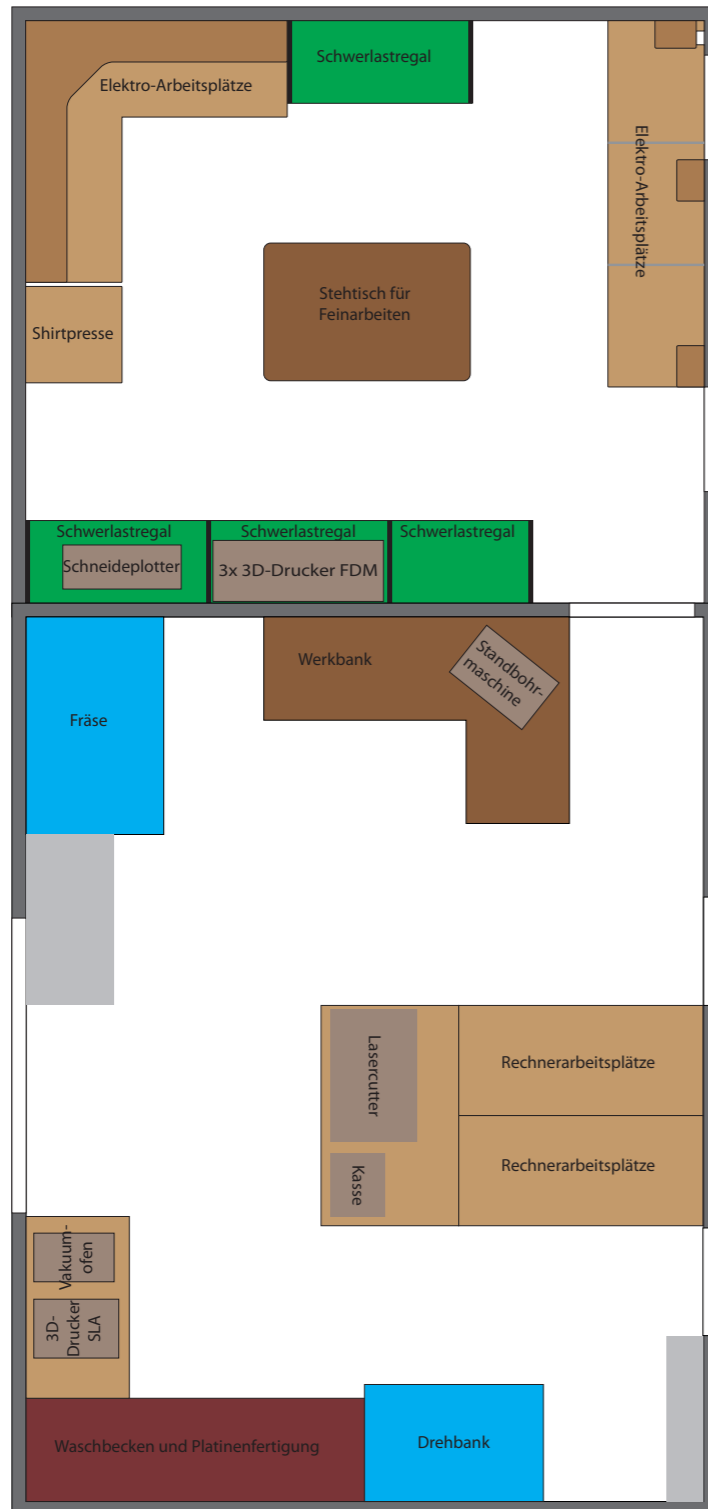 Schwerlastregal
Elektro-Arbeitsplätze
Elektro-Arbeitsplätze
Stehtisch für
Feinarbeiten
Shirtpresse
Schwerlastregal
Schwerlastregal
Schwerlastregal
Schneideplotter
3x 3D-Drucker FDM
Werkbank
Standbohr-
maschine
Fräse
Lasercutter
Rechnerarbeitsplätze
Kasse
Rechnerarbeitsplätze
Vakuum-
ofen
3D-
Drucker
SLA
Waschbecken und Platinenfertigung
Drehbank